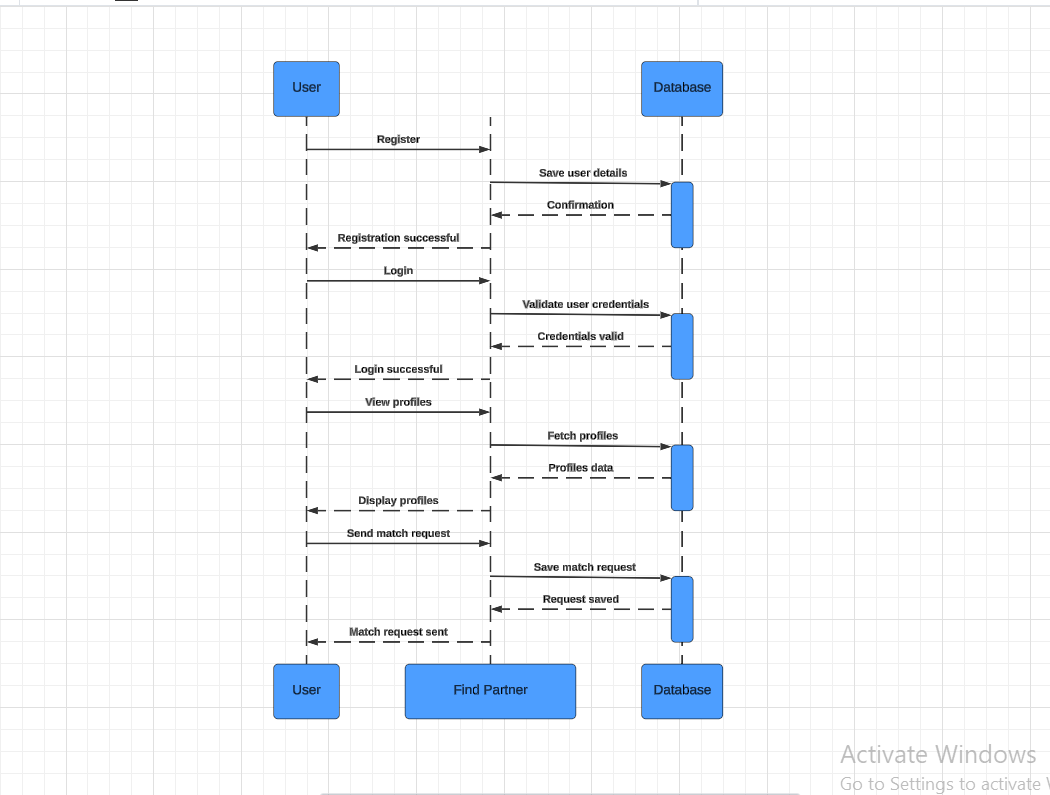 User
Database
Register
Save user details
Confirmation
Registration successful
Login
Validate user credentials
Credentials valid
Login successful
View profiles
Fetch profiles
Profiles data
Display profiles
Send match request
Save match request
Request saved
Match request sent
User
Find Partner
Database
Activate Windows
Go to Settings to activate